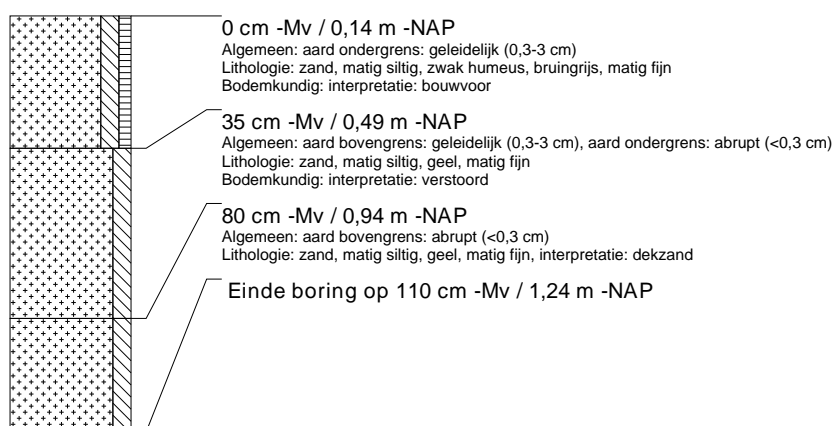 0 cm -Mv / 0,14 m -NAP
Algemeen: aard ondergrens: geleidelijk (0,3-3 cm)
Lithologie: zand, matig siltig, zwak humeus, bruingrijs, matig fijn
Bodemkundig: interpretatie: bouwvoor
35 cm -Mv / 0,49 m -NAP
Algemeen: aard bovengrens: geleidelijk (0,3-3 cm), aard ondergrens: abrupt (<0,3 cm)
Lithologie: zand, matig siltig, geel, matig fijn
Bodemkundig: interpretatie: verstoord
80 cm -Mv / 0,94 m -NAP
Algemeen: aard bovengrens: abrupt (<0,3 cm)
Lithologie: zand, matig siltig, geel, matig fijn, interpretatie: dekzand
Einde boring op 110 cm -Mv / 1,24 m -NAP